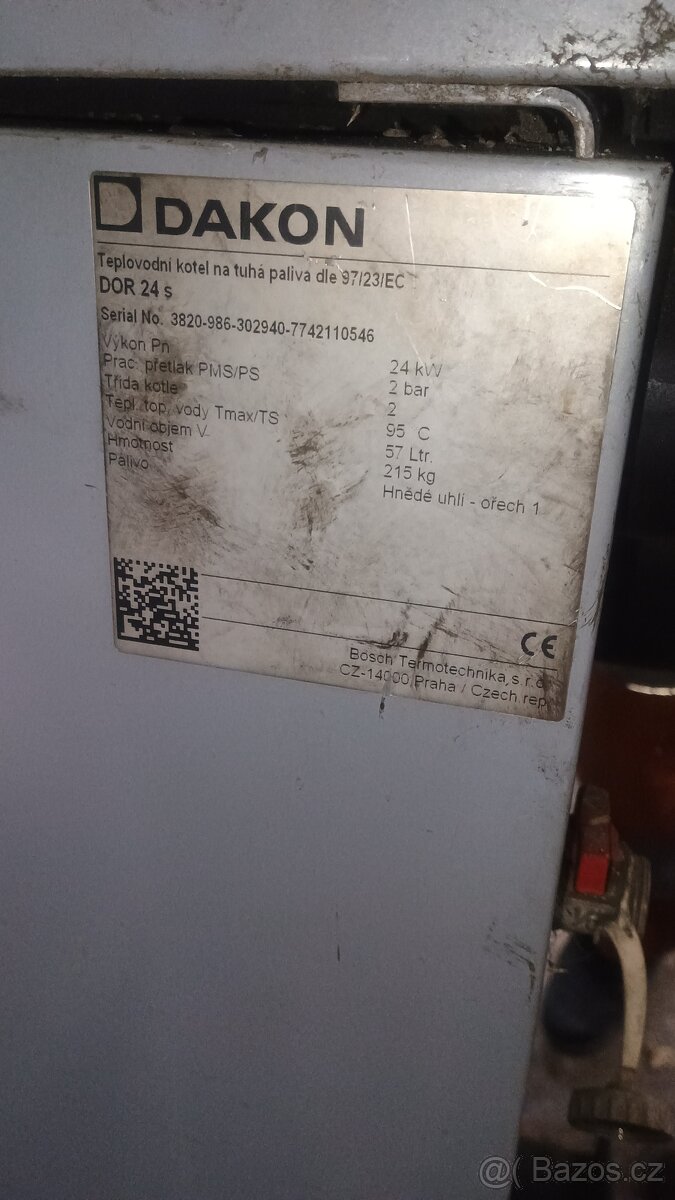 DAKON
Teplovodní kotel na tuhá paliva dle 97/23/EC
DOR 24 s
Serial No. 3820-986-302940-7742110546
Výkon Pn 24 kW
Prac. přetlak PMS/PS 2 bar
Třída kotle 2
Tepl. top. vody Tmax/TS 95 C
Vodní objem V 57 Ltr.
Hmotnost 215 kg
Palivo Hnědé uhlí - ořech 1
CE
Bosch Termotechnika, s.r.o.
CZ-14000 Praha / Czech rep.
@ Bazos.cz